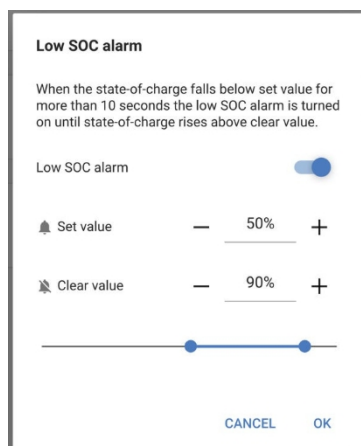 Low SOC alarm
When the state-of-charge falls below set value for
more than 10 seconds the low SOC alarm is turned
on until state-of-charge rises above clear value.
Low SOC alarm
Set value — 50% +
Clear value — 90% +
CANCEL OK